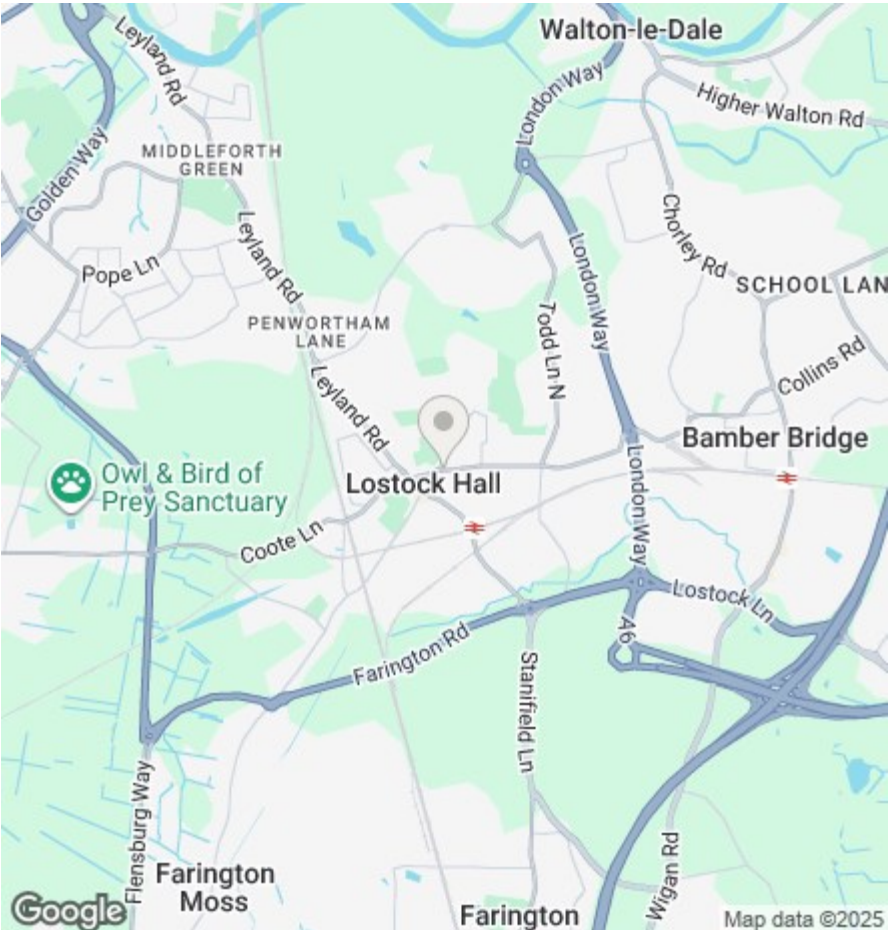 Walton-le-Dale
Leyland Rd
London Way
Higher Walton Rd
MIDDLEFORTH
GREEN
Golden Way
Chorley Rd
Leyland Rd
Pope Ln
London Way
SCHOOL LAN
PENWORTHAM
LANE
Todd Ln N
Collins Rd
Leyland Rd
Bamber Bridge
Owl & Bird of
Prey Sanctuary
Lostock Hall
London Way
Coote Ln
Lostock Ln
A6
Farington Rd
Stanifield Ln
Flensburg Way
Farington
Moss
Wigan Rd
Farington
Google
Map data ©2025